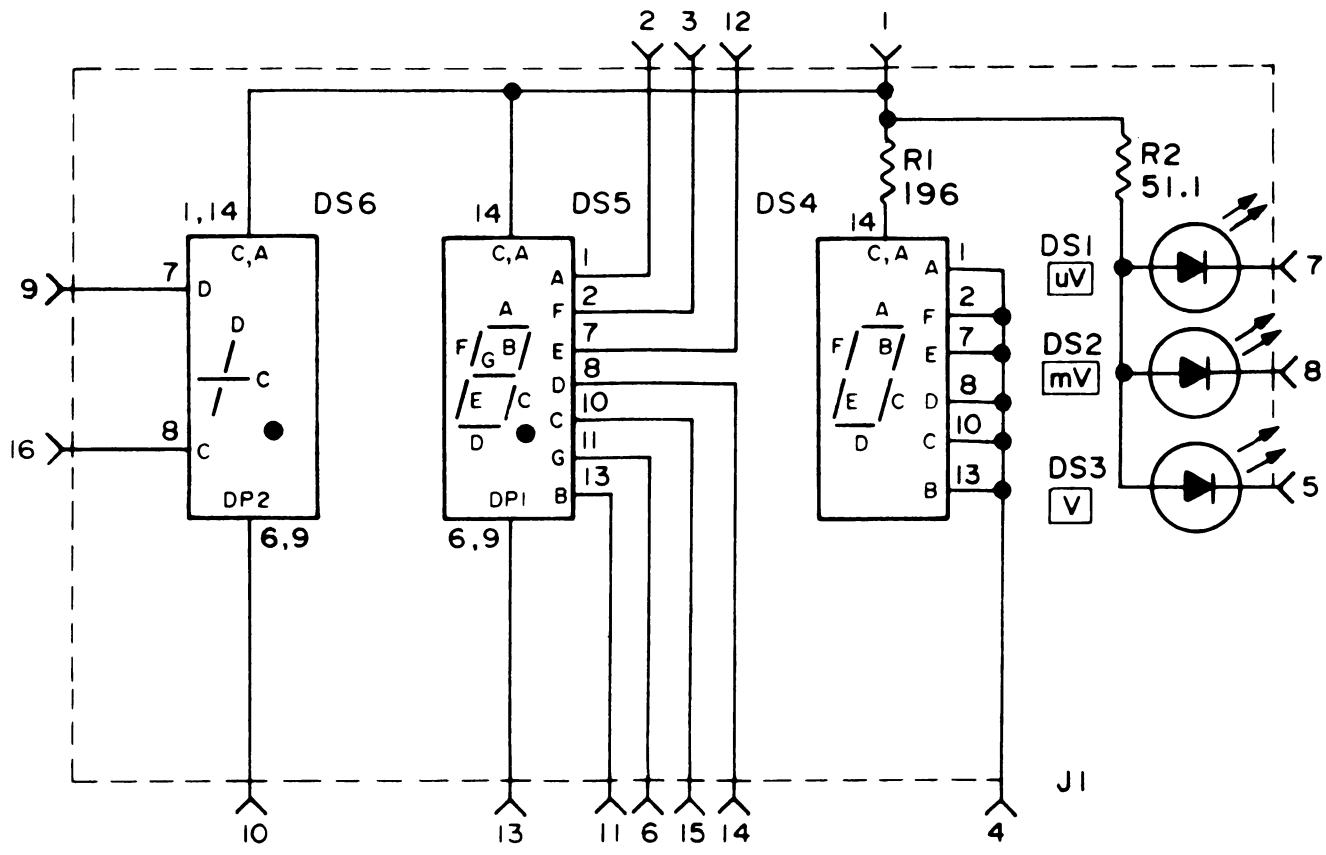 2 3 12 1
R1
196
R2
51.1
1,14 DS6
14 DS5
DS4 14
C,A
C,A
C,A
9 7 D
D
C
16 8 C
DP2
6,9
10
A 1
F 2
E 7
D 8
C 10
G 11
B 13
A
F G B
E C
D
DP1
6,9
13
11 6 15 14
A 1
F 2
E 7
D 8
C 10
B 13
A
F B
E C
D
4
DS1
uV
7
DS2
mV
8
DS3
V
5
J1